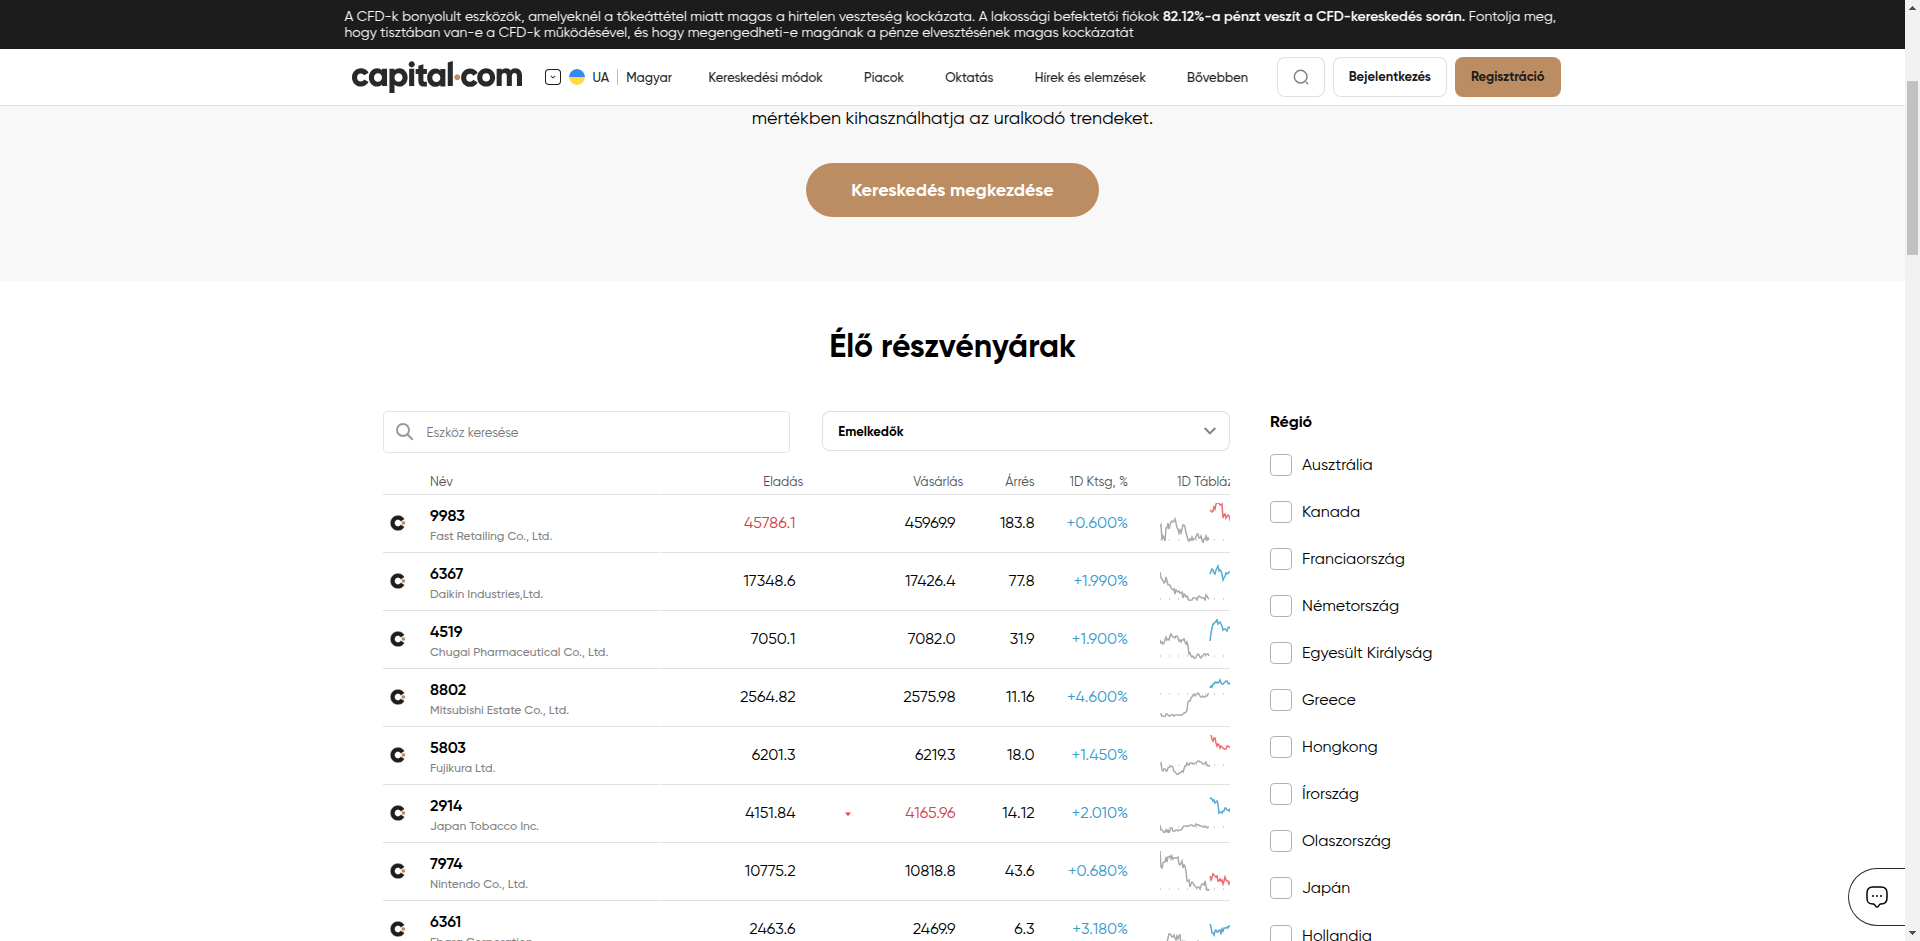 A CFD-k bonyolult eszközök, amelyeknél a tőkeáttétel miatt magas a hirtelen veszteség kockázata. A lakossági befektetői fiókok 82.12%-a pénzt veszít a CFD-kereskedés során. Fontolja meg,
hogy tisztában van-e a CFD-k működésével, és hogy megengedheti-e magának a pénze elvesztésének magas kockázatát
capital.com UA Magyar Kereskedési módok Piacok Oktatás Hírek és elemzések Bővebben Bejelentkezés Regisztráció
mértékben kihasználhatja az uralkodó trendeket.
Kereskedés megkezdése
Élő részvényárak
Eszköz keresése
Emelkedők
Név Eladás Vásárlás Árrés 1D Ktsg, % 1D Tábláz
9983 45786.1 45969.9 183.8 +0.600%
Fast Retailing Co., Ltd.
6367 17348.6 17426.4 77.8 +1.990%
Daikin Industries,Ltd.
4519 7050.1 7082.0 31.9 +1.900%
Chugai Pharmaceutical Co., Ltd.
8802 2564.82 2575.98 11.16 +4.600%
Mitsubishi Estate Co., Ltd.
5803 6201.3 6219.3 18.0 +1.450%
Fujikura Ltd.
2914 4151.84 4165.96 14.12 +2.010%
Japan Tobacco Inc.
7974 10775.2 10818.8 43.6 +0.680%
Nintendo Co., Ltd.
6361 2463.6 2469.9 6.3 +3.180%
Régió
Ausztrália
Kanada
Franciaország
Németország
Egyesült Királyság
Greece
Hongkong
Írország
Olaszország
Japán
Hollandia